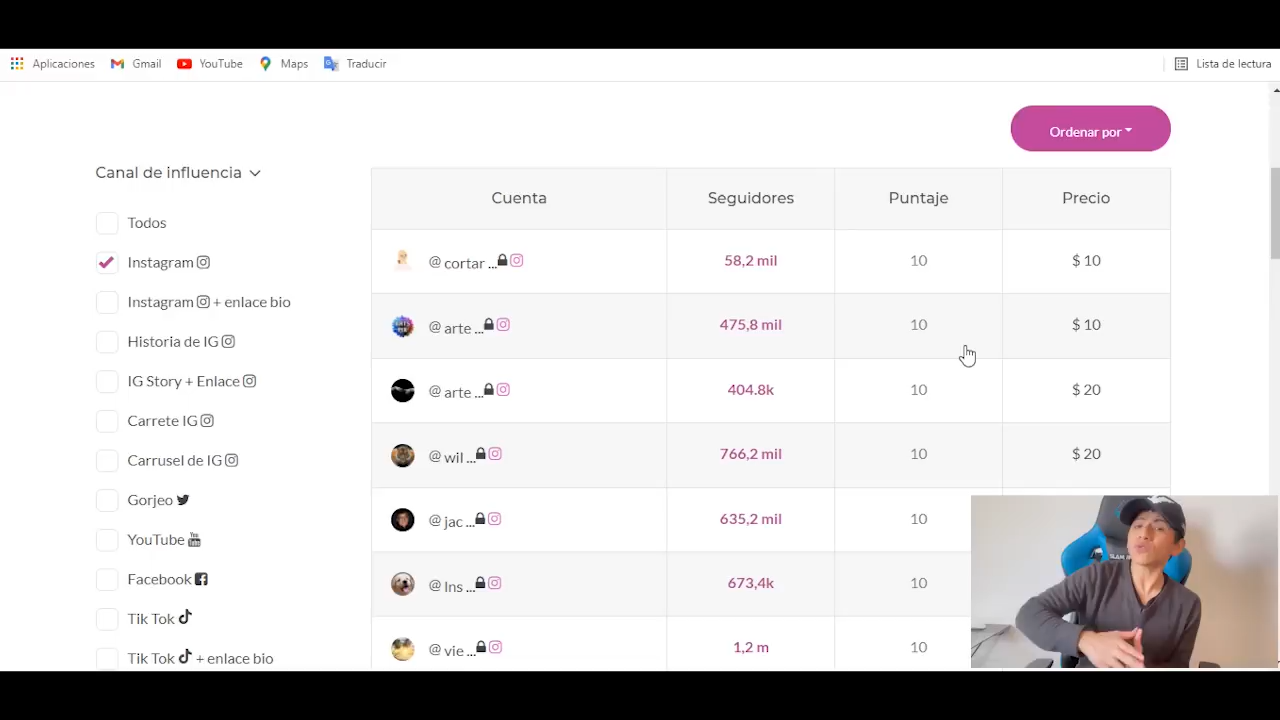 Aplicaciones Gmail YouTube Maps Traducir Lista de lectura
Ordenar por
Canal de influencia
Todos
Instagram
Instagram + enlace bio
Historia de IG
IG Story + Enlace
Carrete IG
Carrusel de IG
Gorjeo
YouTube
Facebook
Tik Tok
Tik Tok + enlace bio
Cuenta Seguidores Puntaje Precio
@ cortar ... 58,2 mil 10 $ 10
@ arte ... 475,8 mil 10 $ 10
@ arte ... 404.8k 10 $ 20
@ wil ... 766,2 mil 10 $ 20
@ jac ... 635,2 mil 10
@ Ins ... 673,4k 10
@ vie ... 1,2 m 10